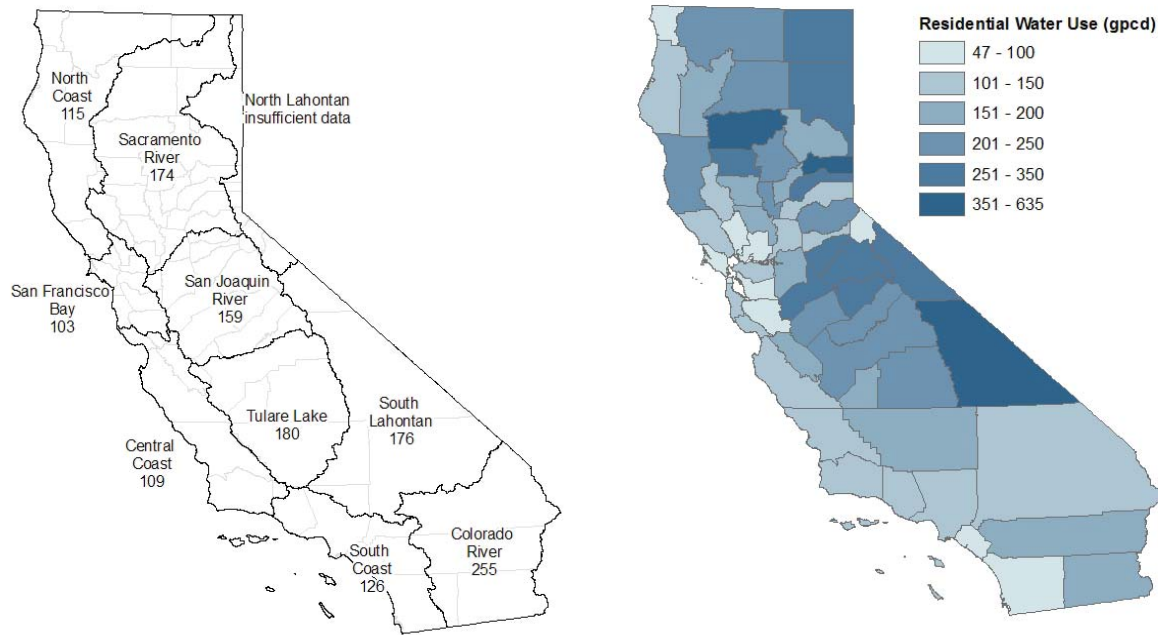 North
Coast
115
North Lahontan
insufficient data
Sacramento
River
174
San Francisco
Bay
103
San Joaquin
River
159
Tulare Lake
180
South
Lahontan
176
Central
Coast
109
South
Coast
126
Colorado
River
255
Residential Water Use (gpcd)
47 - 100
101 - 150
151 - 200
201 - 250
251 - 350
351 - 635